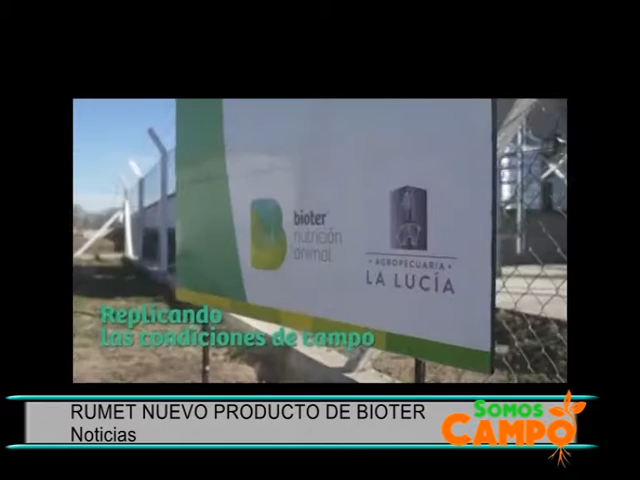 bioter
nutrición
animal
• AGROPECUARIA •
LA LUCÍA
Replicando
las condiciones de campo
RUMET NUEVO PRODUCTO DE BIOTER
Noticias
SOMOS
CAMPO